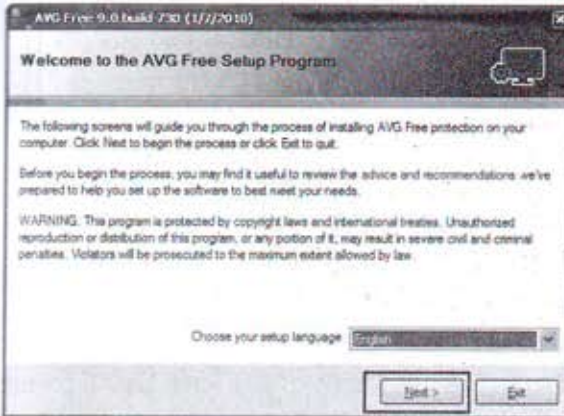 AVG Free 9.0 build 730 (1/7/2010)
Welcome to the AVG Free Setup Program
The following screens will guide you through the process of installing AVG Free protection on your
computer. Click Next to begin the process or click Exit to quit.
Before you begin the process, you may find it useful to review the advice and recommendations we've
prepared to help you set up the software to best meet your needs.
WARNING: This program is protected by copyright laws and international treaties. Unauthorized
reproduction or distribution of this program, or any portion of it, may result in severe civil and criminal
penalties. Violators will be prosecuted to the maximum extent allowed by law.
Choose your setup language English
Next > Exit